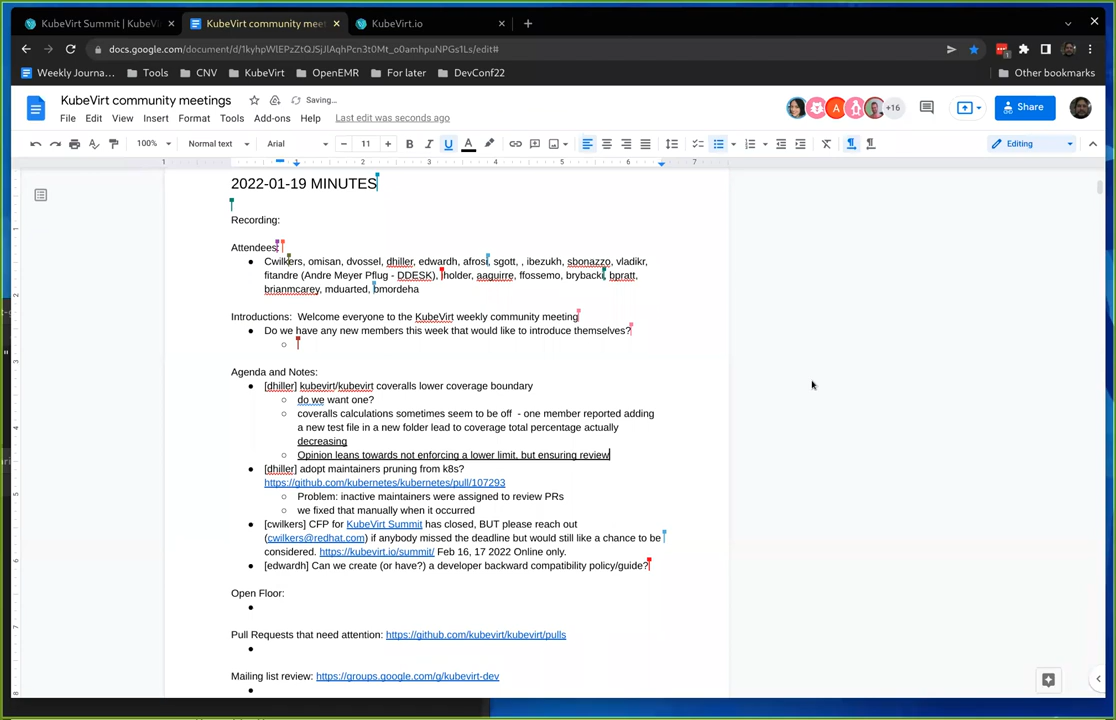 KubeVirt Summit | KubeVi
KubeVirt community mee
KubeVirt.io
docs.google.com/document/d/1kyhpWlEPzZtQJSjJlAqhPcn3t0Mt_o0amhpuNPGs1Ls/edit#
Weekly Journa...
Tools
CNV
KubeVirt
OpenEMR
For later
DevConf22
Other bookmarks
KubeVirt community meetings
Saving...
File Edit View Insert Format Tools Add-ons Help Last edit was seconds ago
+16
Share
100% Normal text Arial 11 B I U A Editing
2022-01-19 MINUTES
Recording:
Attendees:
Cwilkers, omisan, dvossel, dhiller, edwardh, afrosi, sgott, , ibezukh, sbonazzo, vladikr,
fitandre (Andre Meyer Pflug - DDESK), lholder, aaguirre, ffossemo, brybacki, bpratt,
brianmcarey, mduarted, bmordeha
Introductions: Welcome everyone to the KubeVirt weekly community meeting
Do we have any new members this week that would like to introduce themselves?
Agenda and Notes:
[dhiller] kubevirt/kubevirt coveralls lower coverage boundary
do we want one?
coveralls calculations sometimes seem to be off - one member reported adding
a new test file in a new folder lead to coverage total percentage actually
decreasing
Opinion leans towards not enforcing a lower limit, but ensuring review
[dhiller] adopt maintainers pruning from k8s?
https://github.com/kubernetes/kubernetes/pull/107293
Problem: inactive maintainers were assigned to review PRs
we fixed that manually when it occurred
[cwilkers] CFP for KubeVirt Summit has closed, BUT please reach out
(cwilkers@redhat.com) if anybody missed the deadline but would still like a chance to be
considered. https://kubevirt.io/summit/ Feb 16, 17 2022 Online only.
[edwardh] Can we create (or have?) a developer backward compatibility policy/guide?
Open Floor:
Pull Requests that need attention: https://github.com/kubevirt/kubevirt/pulls
Mailing list review: https://groups.google.com/g/kubevirt-dev